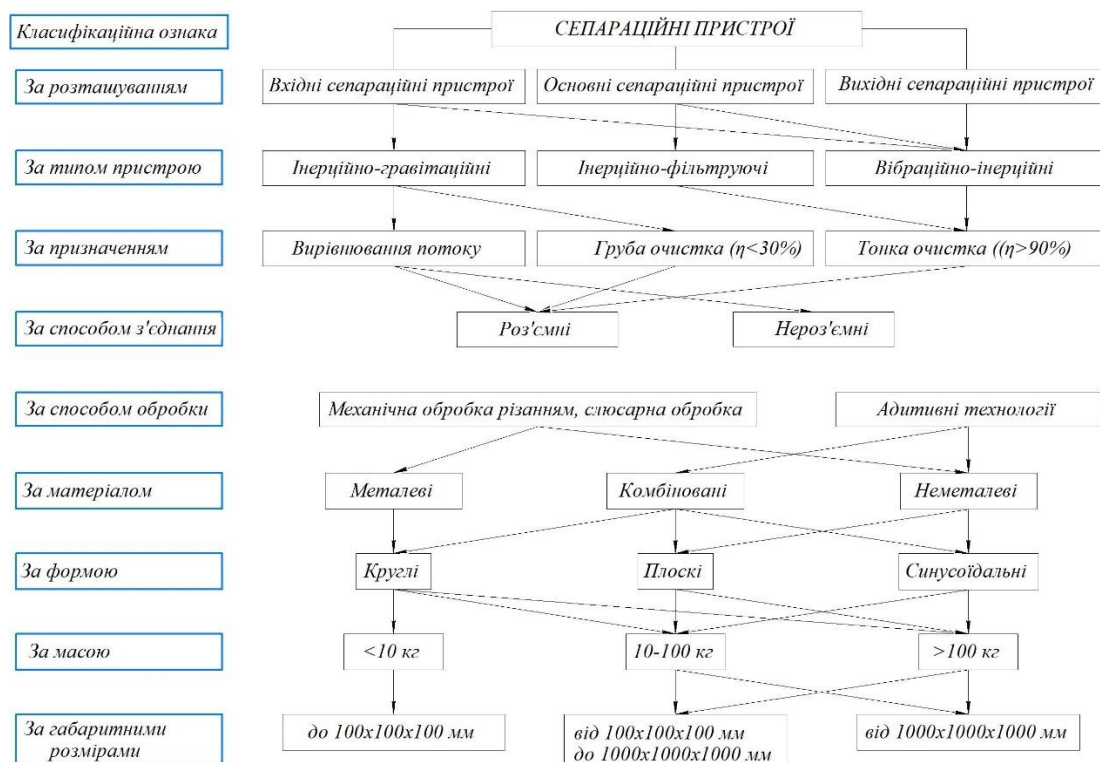 Класифікаційна ознака
СЕПАРАЦІЙНІ ПРИСТРОЇ
За розташуванням
Вхідні сепараційні пристрої
Основні сепараційні пристрої
Вихідні сепараційні пристрої
За типом пристрою
Інерційно-гравітаційні
Інерційно-фільтруючі
Вібраційно-інерційні
За призначенням
Вирівнювання потоку
Груба очистка (η<30%)
Тонка очистка ((η>90%)
За способом з'єднання
Роз'ємні
Нероз'ємні
За способом обробки
Механічна обробка різанням, слюсарна обробка
Адитивні технології
За матеріалом
Металеві
Комбіновані
Неметалеві
За формою
Круглі
Плоскі
Синусоїдальні
За масою
<10 кг
10-100 кг
>100 кг
За габаритними
розмірами
до 100х100х100 мм
від 100х100х100 мм
до 1000х1000х1000 мм
від 1000х1000х1000 мм